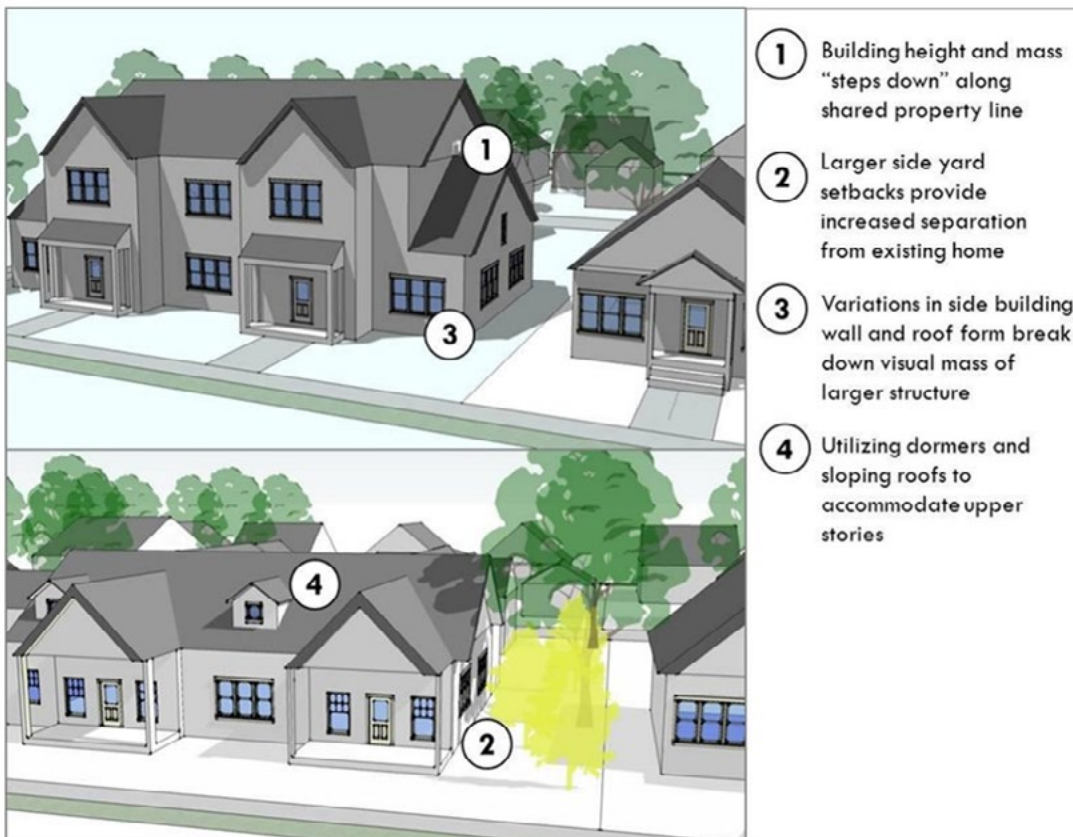 1 Building height and mass
“steps down” along
shared property line
2 Larger side yard
setbacks provide
increased separation
from existing home
3 Variations in side building
wall and roof form break
down visual mass of
larger structure
4 Utilizing dormers and
sloping roofs to
accommodate upper
stories
1
3
4
2